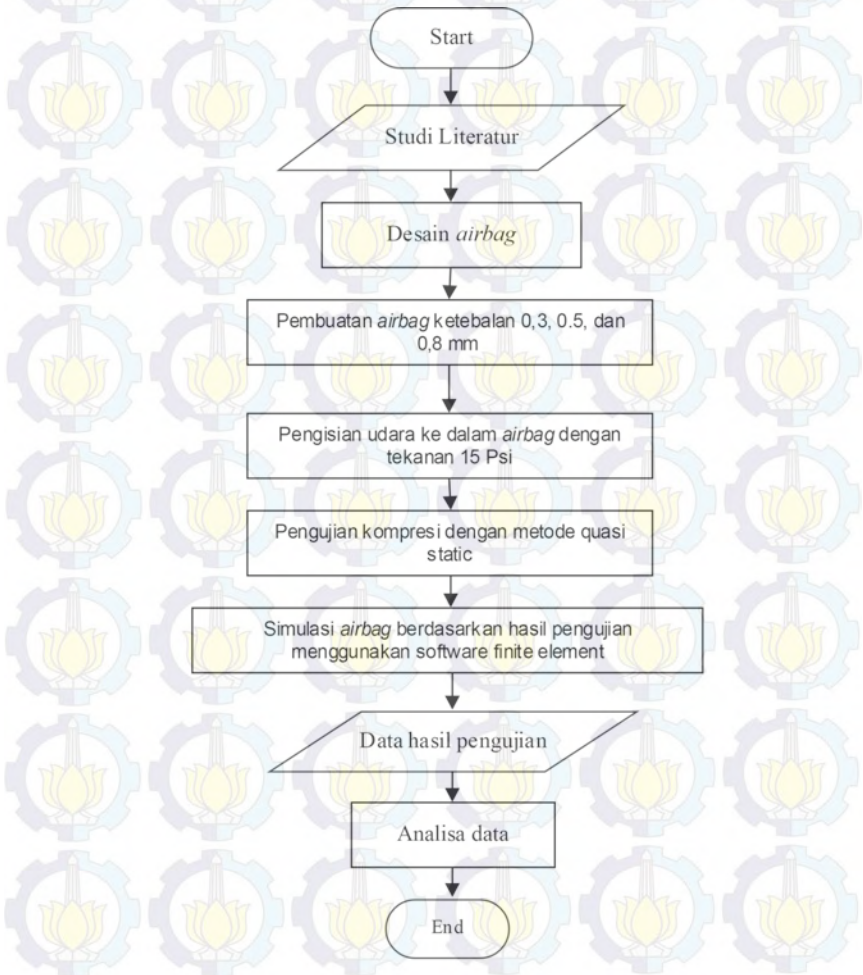 Start
Studi Literatur
Desain airbag
Pembuatan airbag ketebalan 0,3, 0.5, dan
0,8 mm
Pengisian udara ke dalam airbag dengan
tekanan 15 Psi
Pengujian kompresi dengan metode quasi
static
Simulasi airbag berdasarkan hasil pengujian
menggunakan software finite element
Data hasil pengujian
Analisa data
End